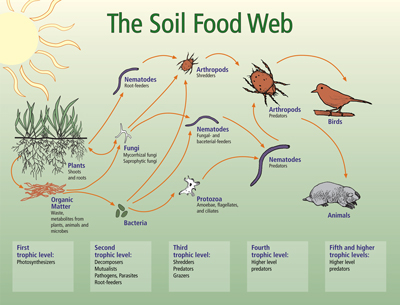 The Soil Food Web
Arthropods
Shredders
Nematodes
Root-feeders
Arthropods
Predators
Birds
Plants
Shoots
and roots
Fungi
Mycorrhizal fungi
Saprophytic fungi
Nematodes
Fungal- and
bacterial-feeders
Nematodes
Predators
Organic
Matter
Waste,
metabolites from
plants, animals and
microbes
Bacteria
Protozoa
Amoebae, flagellates,
and ciliates
Animals
First
trophic level:
Photosynthesizers
Second
trophic level:
Decomposers
Mutualists
Pathogens, Parasites
Root-feeders
Third
trophic level:
Shredders
Predators
Grazers
Fourth
trophic level:
Higher level
predators
Fifth and higher
trophic levels:
Higher level
predators